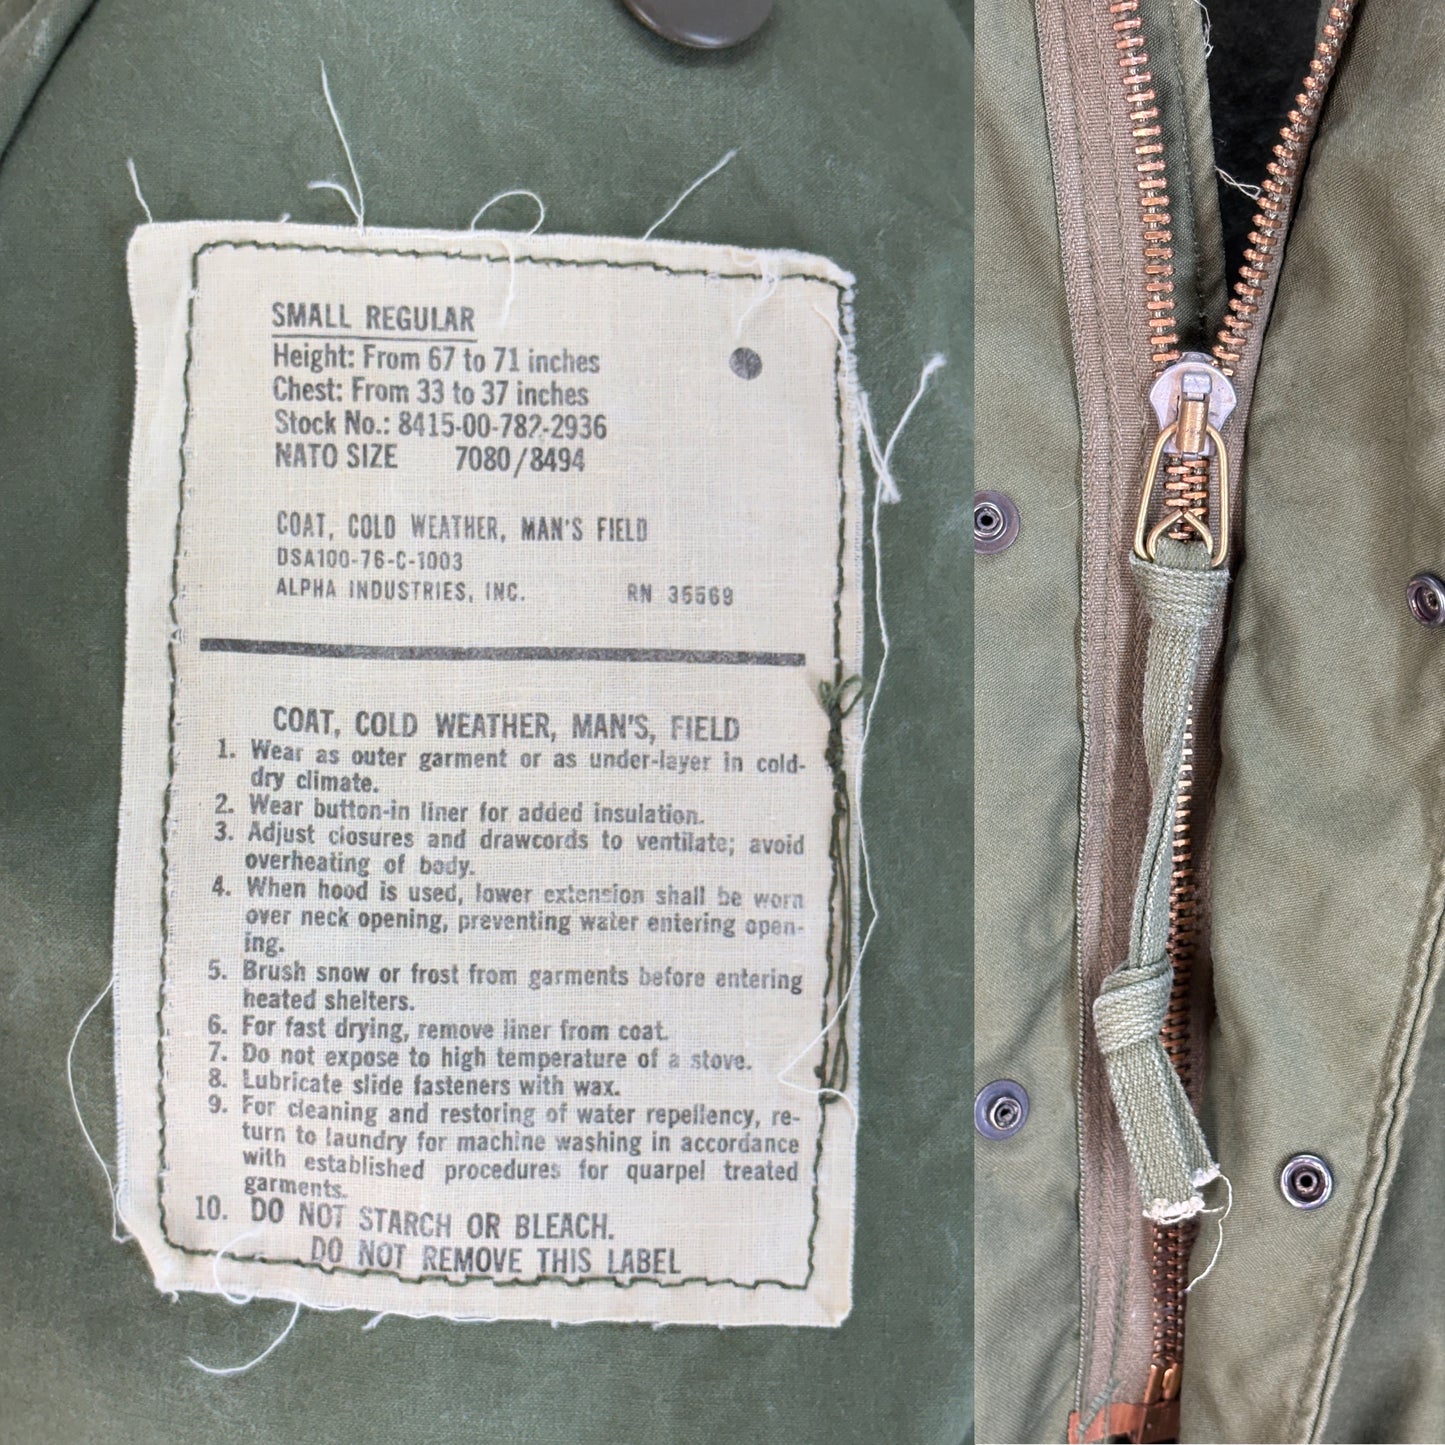 SMALL REGULAR
Height: From 67 to 71 inches
Chest: From 33 to 37 inches
Stock No.: 8415-00-782-2936
NATO SIZE 7080/8494
COAT, COLD WEATHER, MAN'S FIELD
DSA100-76-C-1003
ALPHA INDUSTRIES, INC. RN 35569
COAT, COLD WEATHER, MAN'S, FIELD
1. Wear as outer garment or as under-layer in cold-
dry climate.
2. Wear button-in liner for added insulation.
3. Adjust closures and drawcords to ventilate; avoid
overheating of body.
4. When hood is used, lower extension shall be worn
over neck opening, preventing water entering open-
ing.
5. Brush snow or frost from garments before entering
heated shelters.
6. For fast drying, remove liner from coat.
7. Do not expose to high temperature of a stove.
8. Lubricate slide fasteners with wax.
9. For cleaning and restoring of water repellency, re-
turn to laundry for machine washing in accordance
with established procedures for quarpel treated
garments.
10. DO NOT STARCH OR BLEACH.
DO NOT REMOVE THIS LABEL